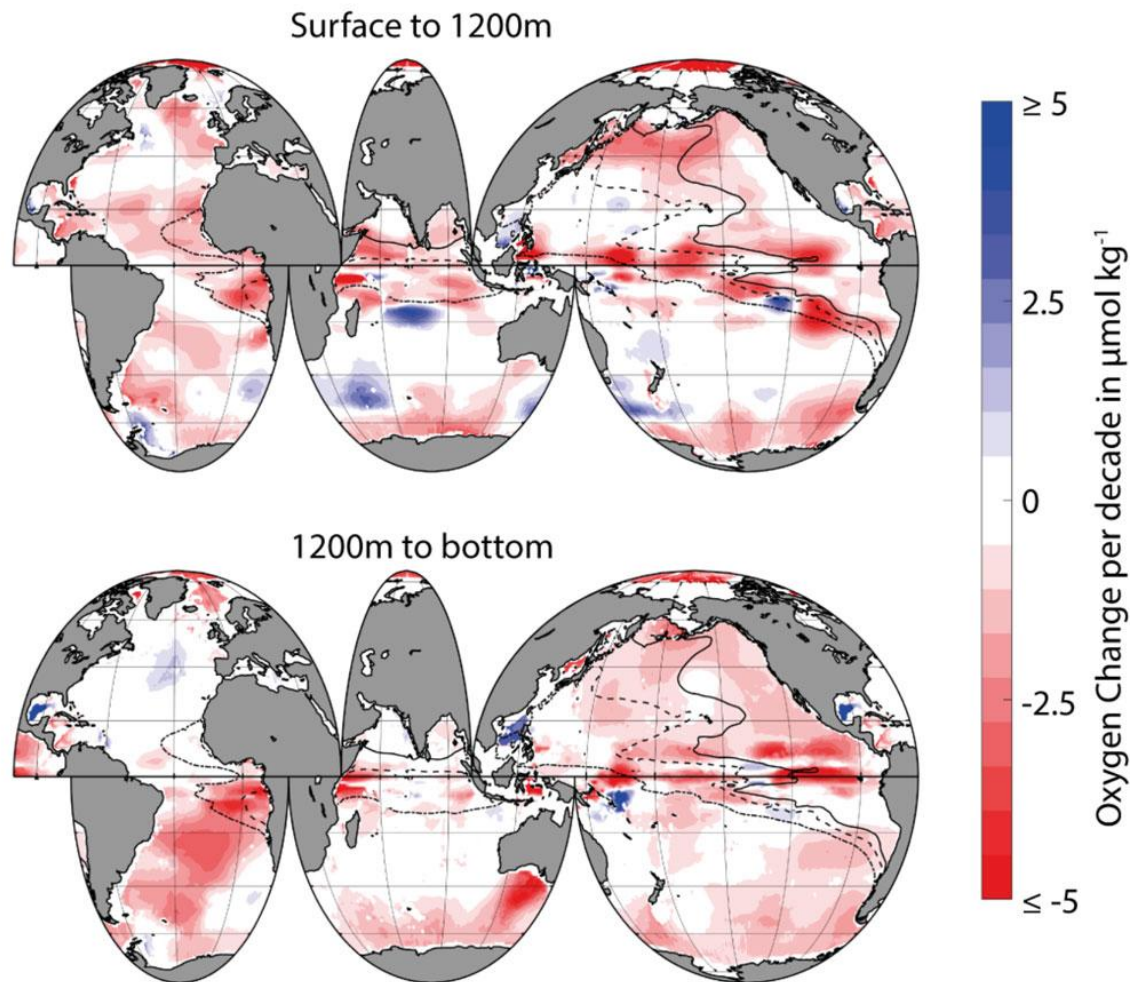 Surface to 1200m
≥ 5
2.5
0
-2.5
≤ -5
Oxygen Change per decade in μmol kg⁻¹
1200m to bottom